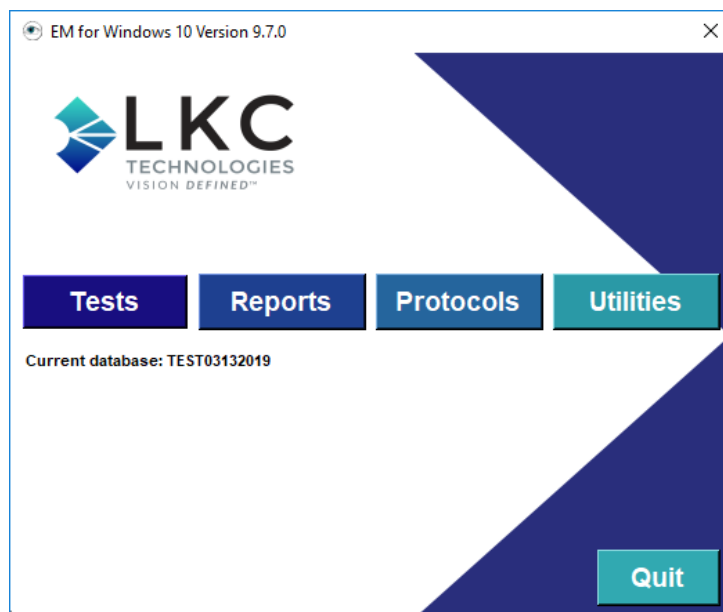 EM for Windows 10 Version 9.7.0
LKC
TECHNOLOGIES
VISION DEFINED™
Tests Reports Protocols Utilities
Current database: TEST03132019
Quit